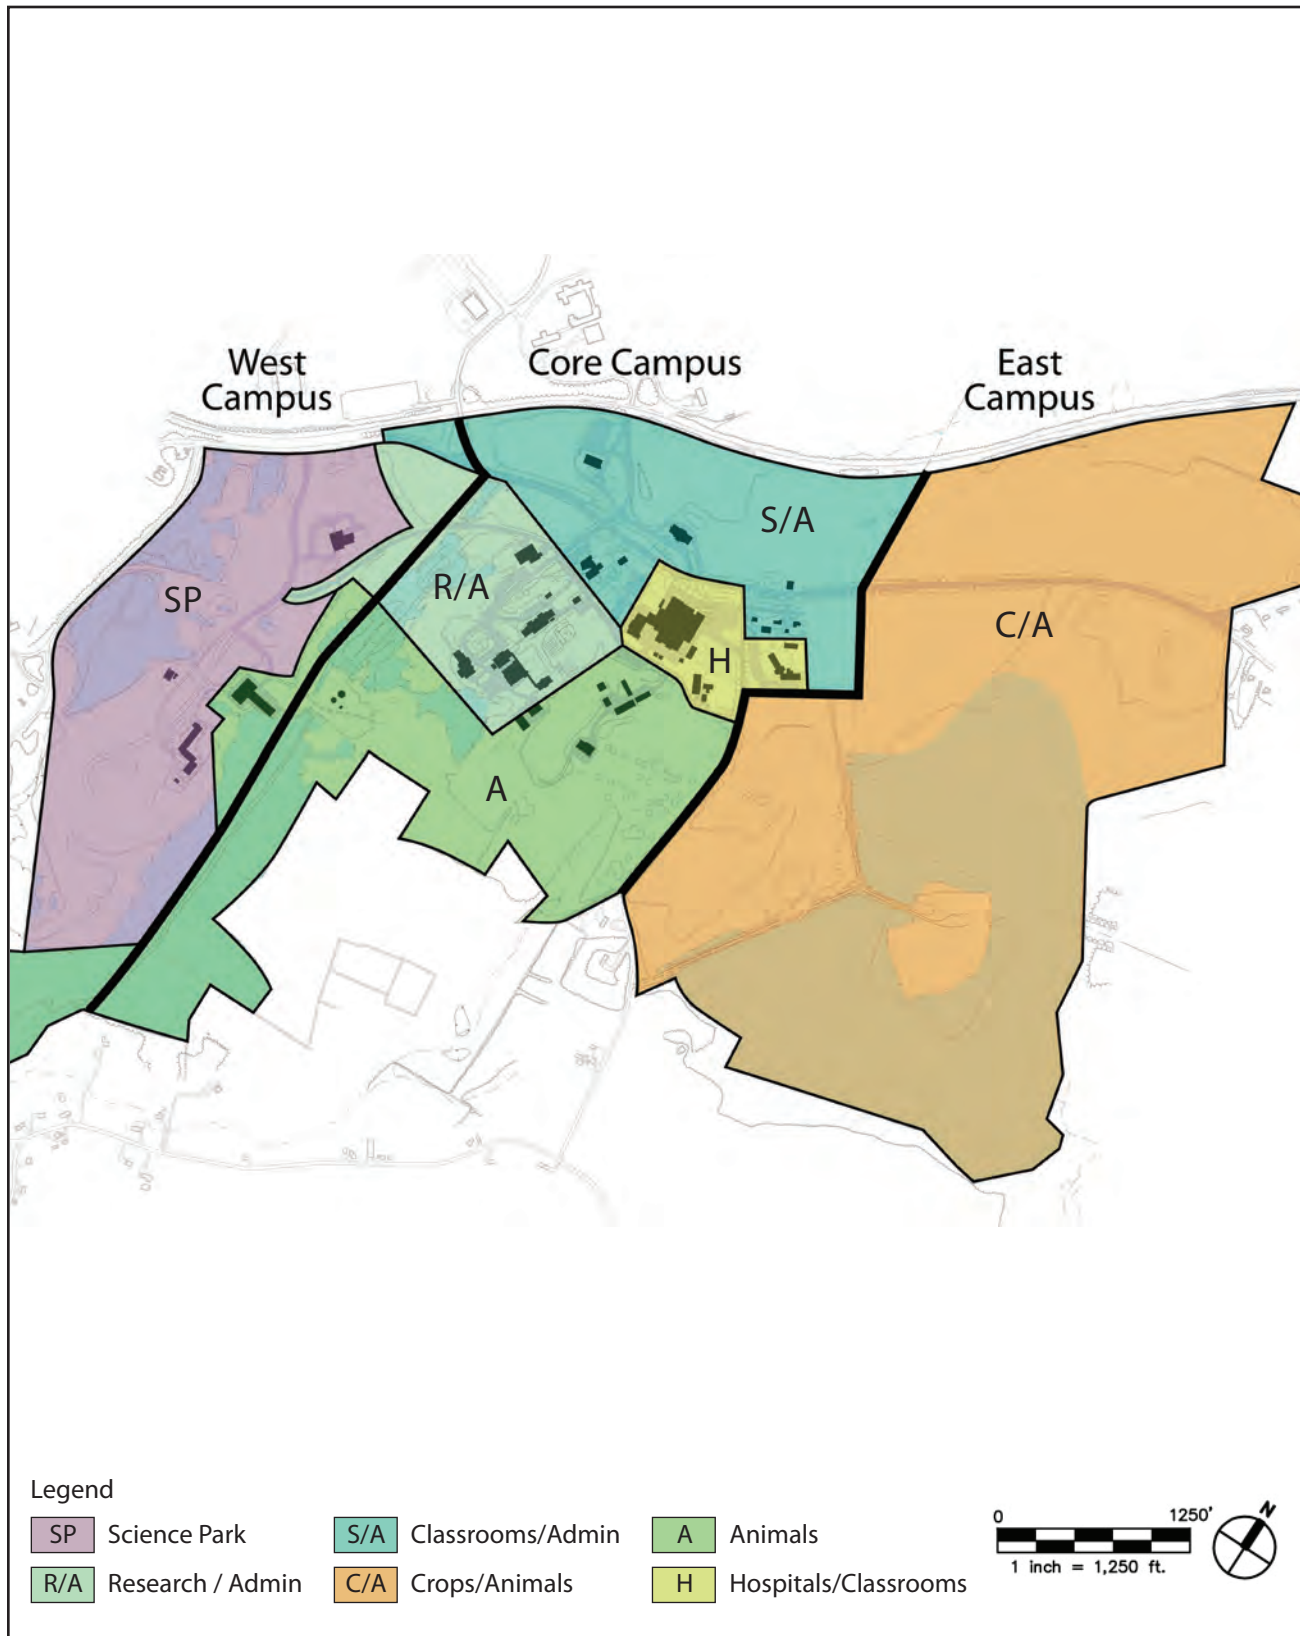 West
Campus
Core Campus
East
Campus
S/A
R/A
SP
C/A
H
A
Legend
SP Science Park
S/A Classrooms/Admin
A Animals
R/A Research / Admin
C/A Crops/Animals
H Hospitals/Classrooms
0 1250'
1 inch = 1,250 ft.
N